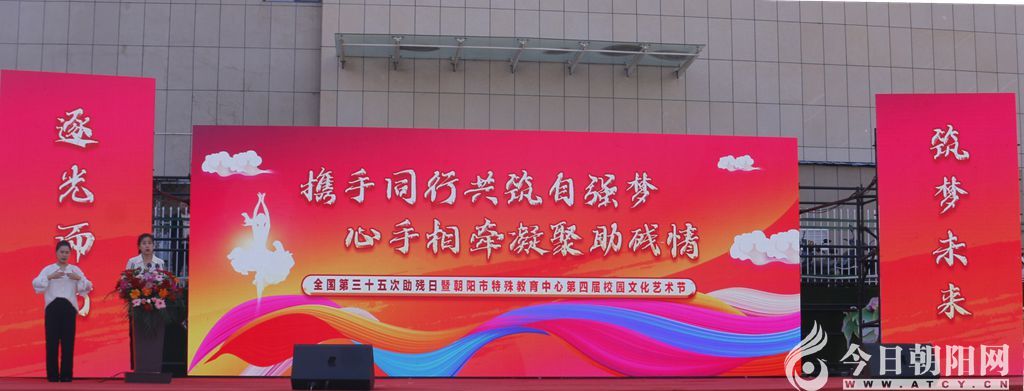 逐光而
携手同行共筑自强梦
心手相牵凝聚助残情
全国第三十五次助残日暨朝阳市特殊教育中心第四届校园文化艺术节
筑梦未来
今日朝阳网
WWW.ATCY.CN